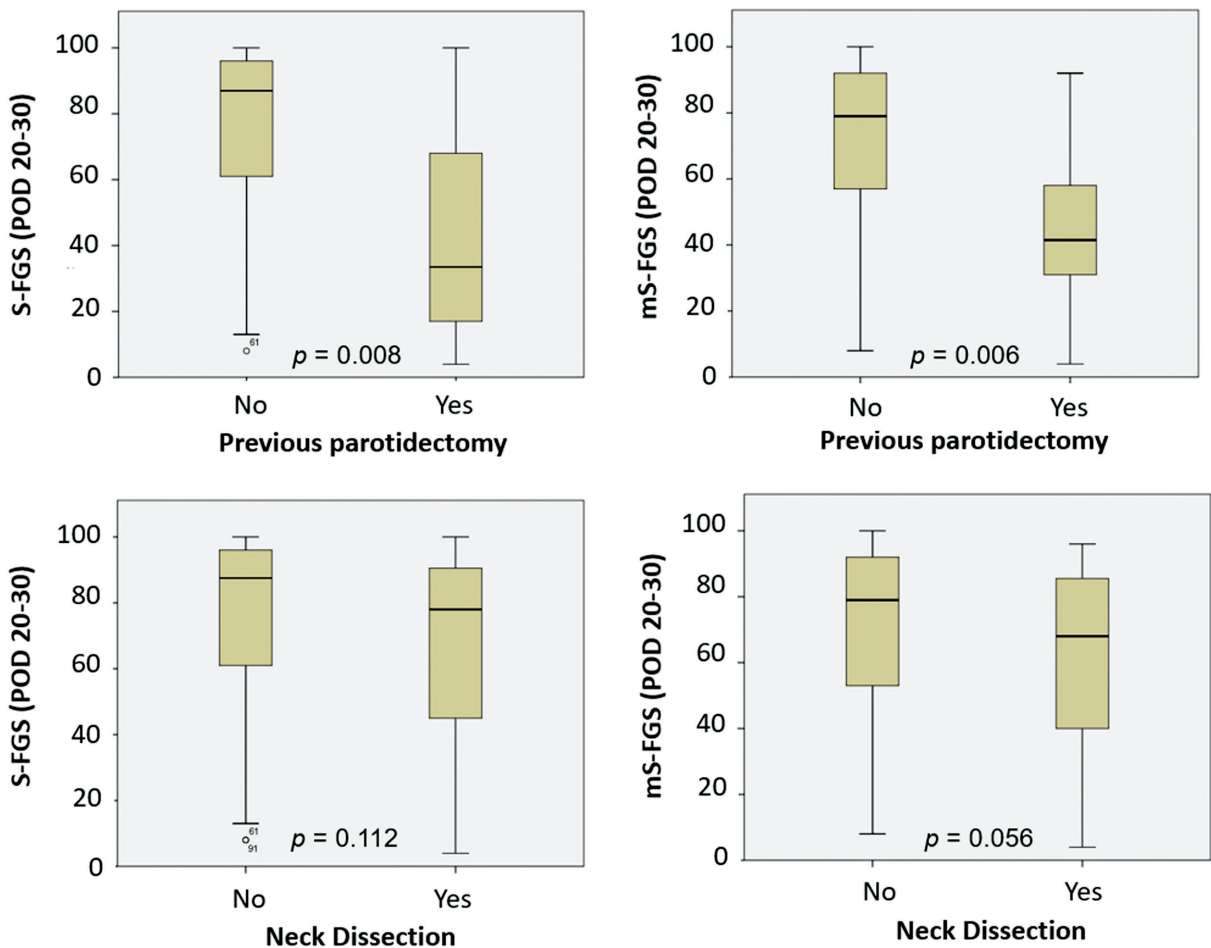 S-FGS (POD 20-30)
100
80
60
40
20
0
61
p = 0.008
No
Yes
Previous parotidectomy
mS-FGS (POD 20-30)
100
80
60
40
20
0
p = 0.006
No
Yes
Previous parotidectomy
S-FGS (POD 20-30)
100
80
60
40
20
0
61
91
p = 0.112
No
Yes
Neck Dissection
mS-FGS (POD 20-30)
100
80
60
40
20
0
p = 0.056
No
Yes
Neck Dissection